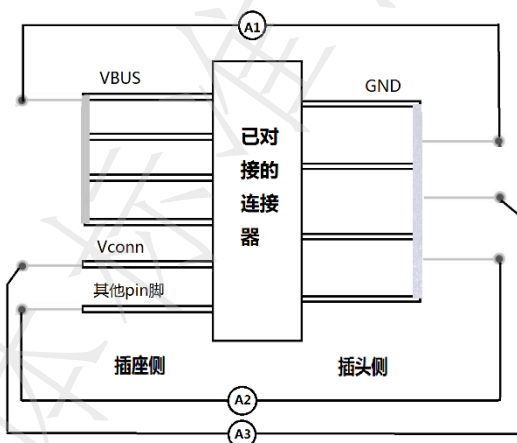 A1
VBUS
GND
已对
接的
连接
器
Vconn
其他pin脚
插座侧
插头侧
A2
A3